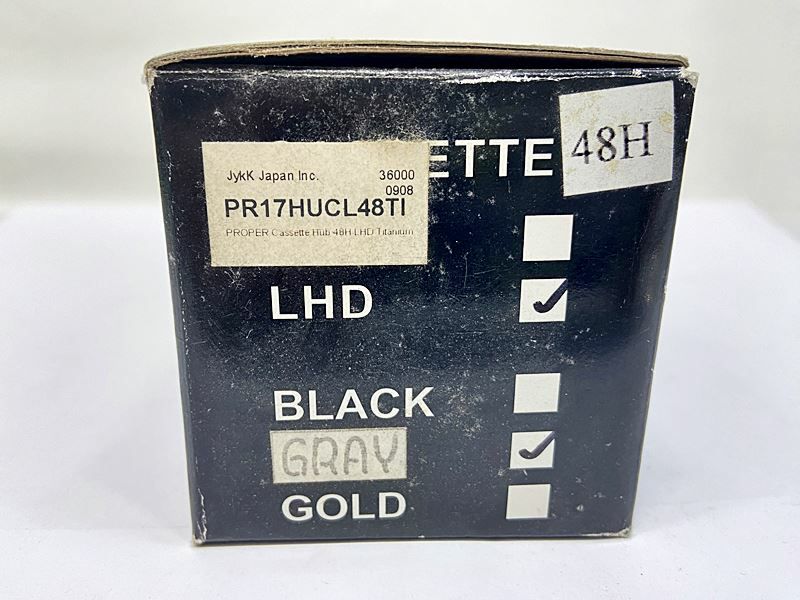 ETTE
48H
JykK Japan Inc. 36000
0908
PR17HUCL48TI
PROPER Cassette Hub 48H LHD Titanium
LHD
BLACK
GRAY
GOLD